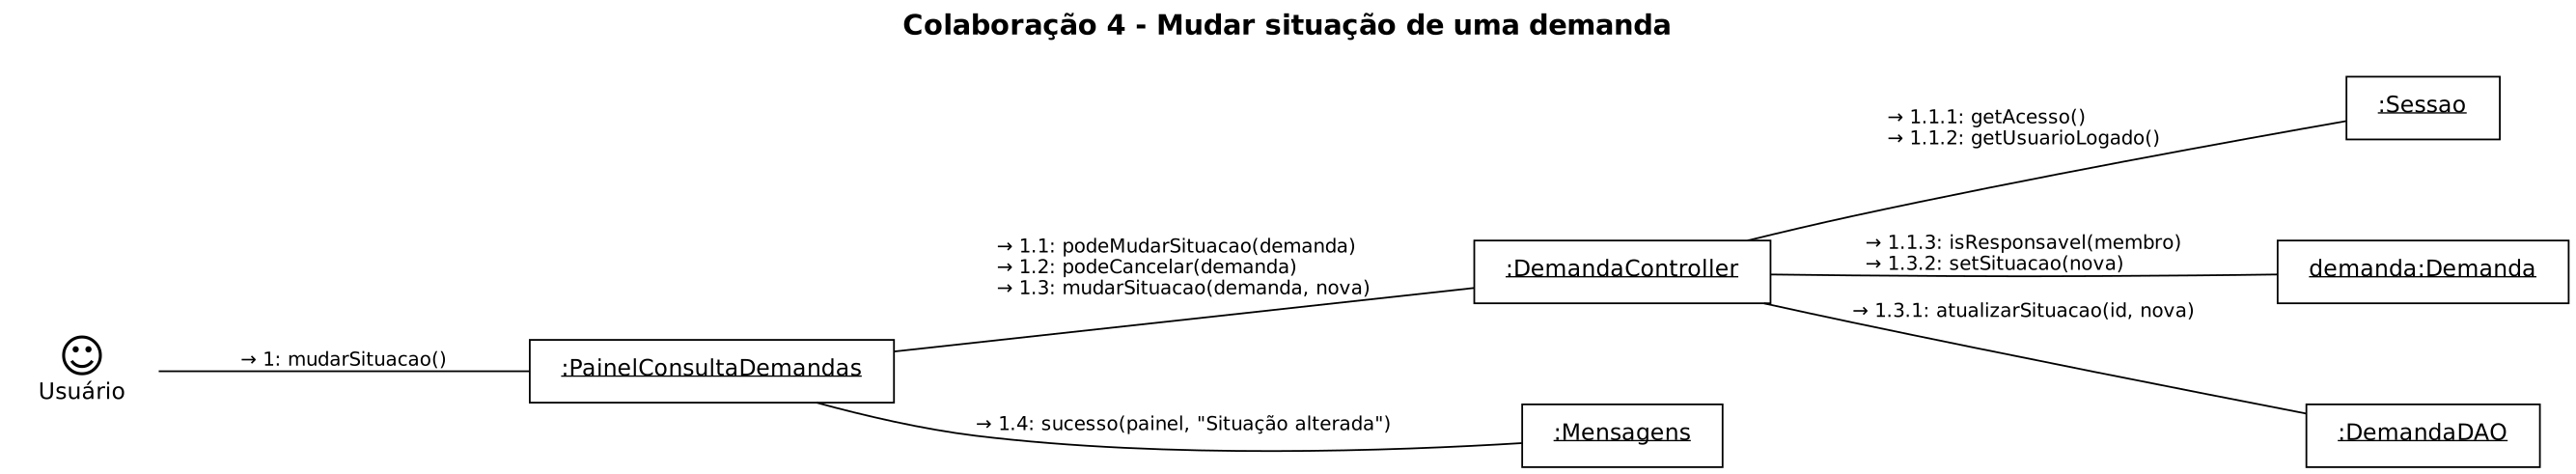 Colaboração 4 - Mudar situação de uma demanda
:Sessao
→ 1.1.1: getAcesso()
→ 1.1.2: getUsuarioLogado()
→ 1.1: podeMudarSituacao(demanda)
→ 1.2: podeCancelar(demanda)
→ 1.3: mudarSituacao(demanda, nova)
:DemandaController
→ 1.1.3: isResponsavel(membro)
→ 1.3.2: setSituacao(nova)
demanda:Demanda
→ 1.3.1: atualizarSituacao(id, nova)
→ 1: mudarSituacao()
Usuário
:PainelConsultaDemandas
→ 1.4: sucesso(painel, "Situação alterada")
:Mensagens
:DemandaDAO